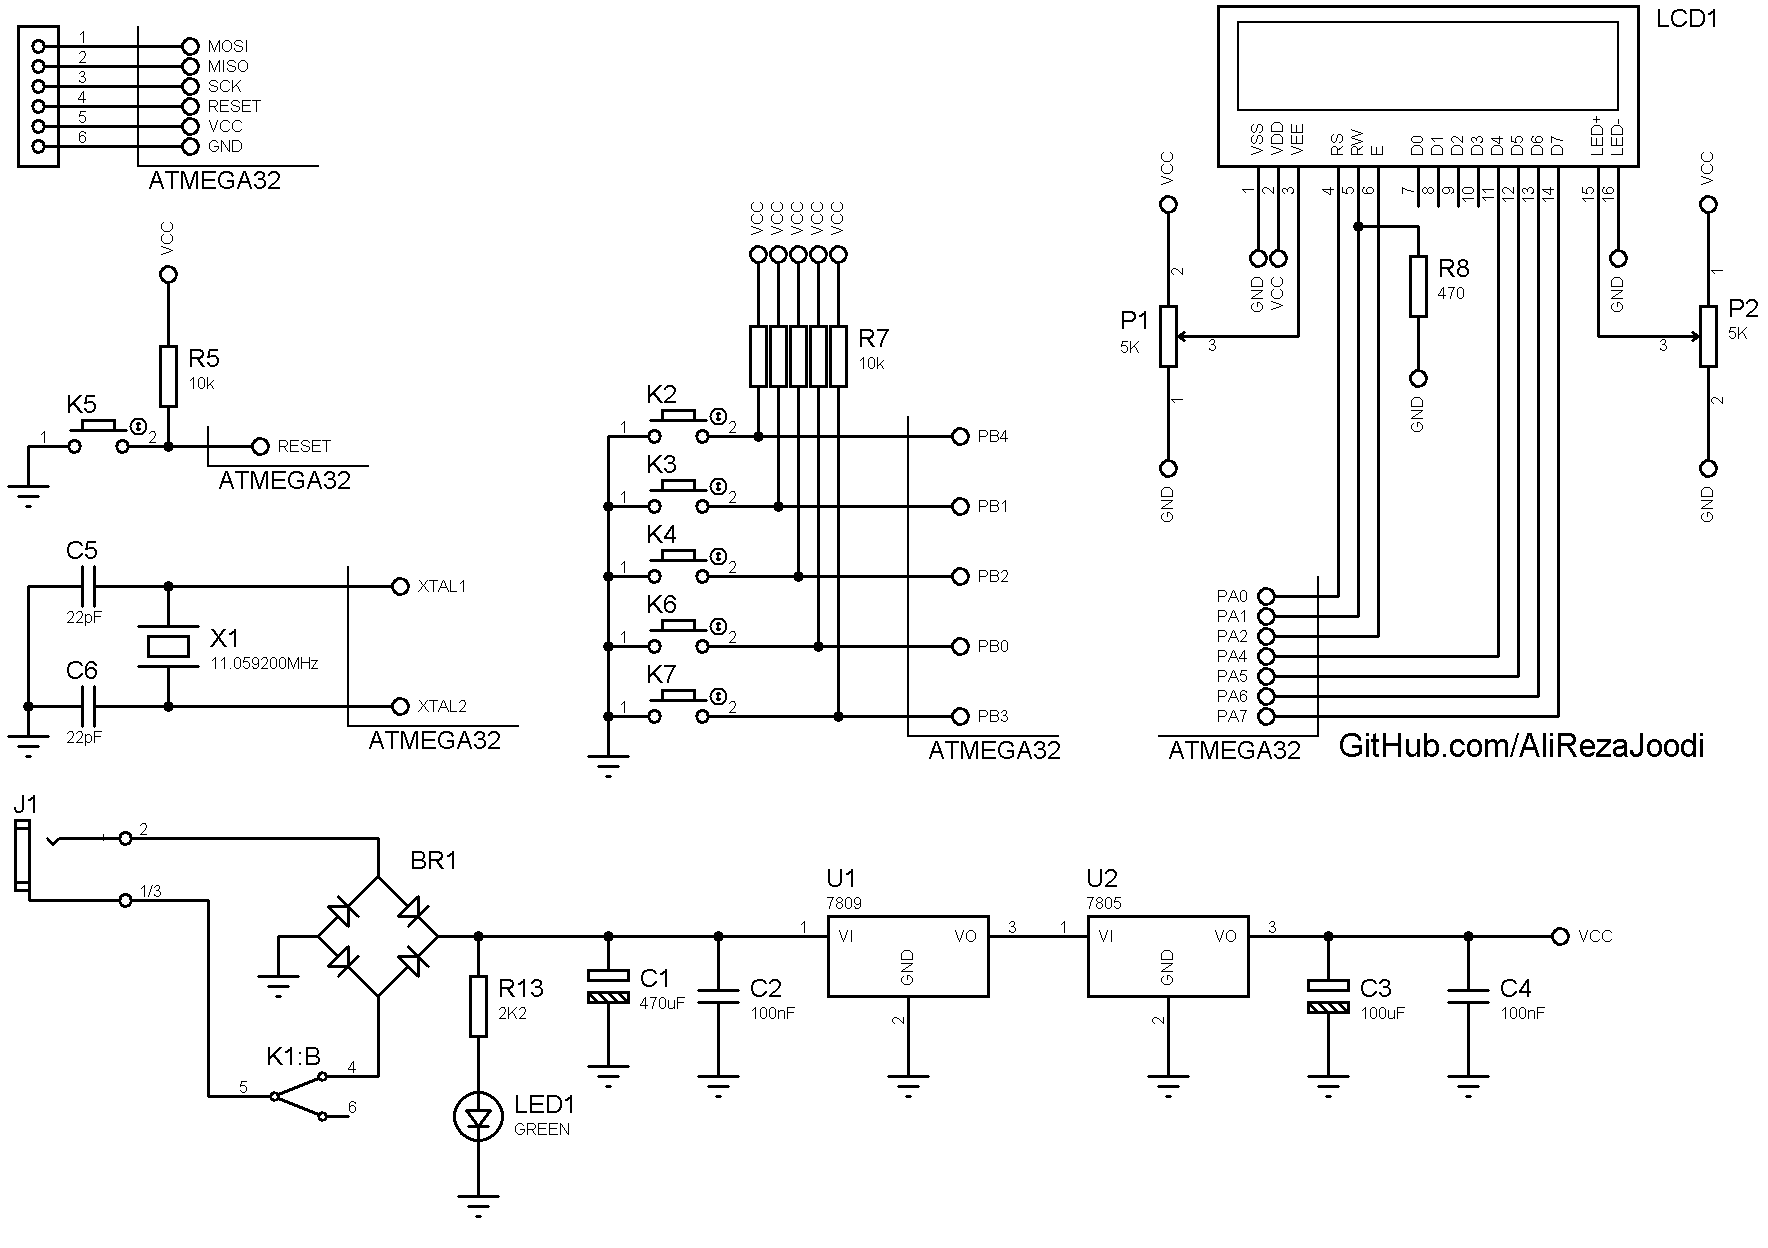 1 MOSI
2 MISO
3 SCK
4 RESET
5 VCC
6 GND
ATMEGA32
VCC
R5
10k
K5
1 2 RESET
ATMEGA32
C5
22pF
XTAL1
X1
11.059200MHz
C6
22pF
XTAL2
ATMEGA32
VCC VCC VCC VCC VCC
R7
10k
K2
1 2 PB4
K3
1 2 PB1
K4
1 2 PB2
K6
1 2 PB0
K7
1 2 PB3
ATMEGA32
LCD1
VSS VDD VEE RS RW E D0 D1 D2 D3 D4 D5 D6 D7 LED+ LED-
1 2 3 4 5 6 7 8 9 10 11 12 13 14 15 16
VCC
2
P1
5K
3
1
GND
GND VCC
R8
470
GND
GND
VCC
1
P2
5K
3
2
GND
PA0
PA1
PA2
PA4
PA5
PA6
PA7
ATMEGA32
GitHub.com/AliRezaJoodi
J1
2
1/3
BR1
K1:B
4
5
6
R13
2K2
LED1
GREEN
C1
470uF
C2
100nF
U1
7809
1 VI VO 3
GND
2
U2
7805
1 VI VO 3
GND
2
C3
100uF
C4
100nF
VCC